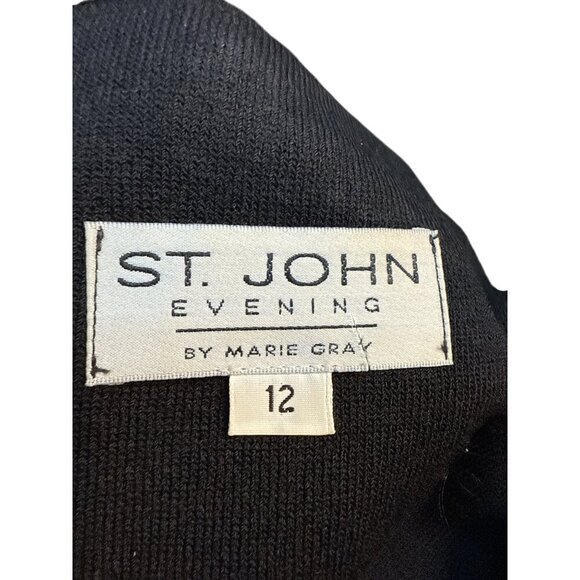 ST. JOHN
EVENING
BY MARIE GRAY
12